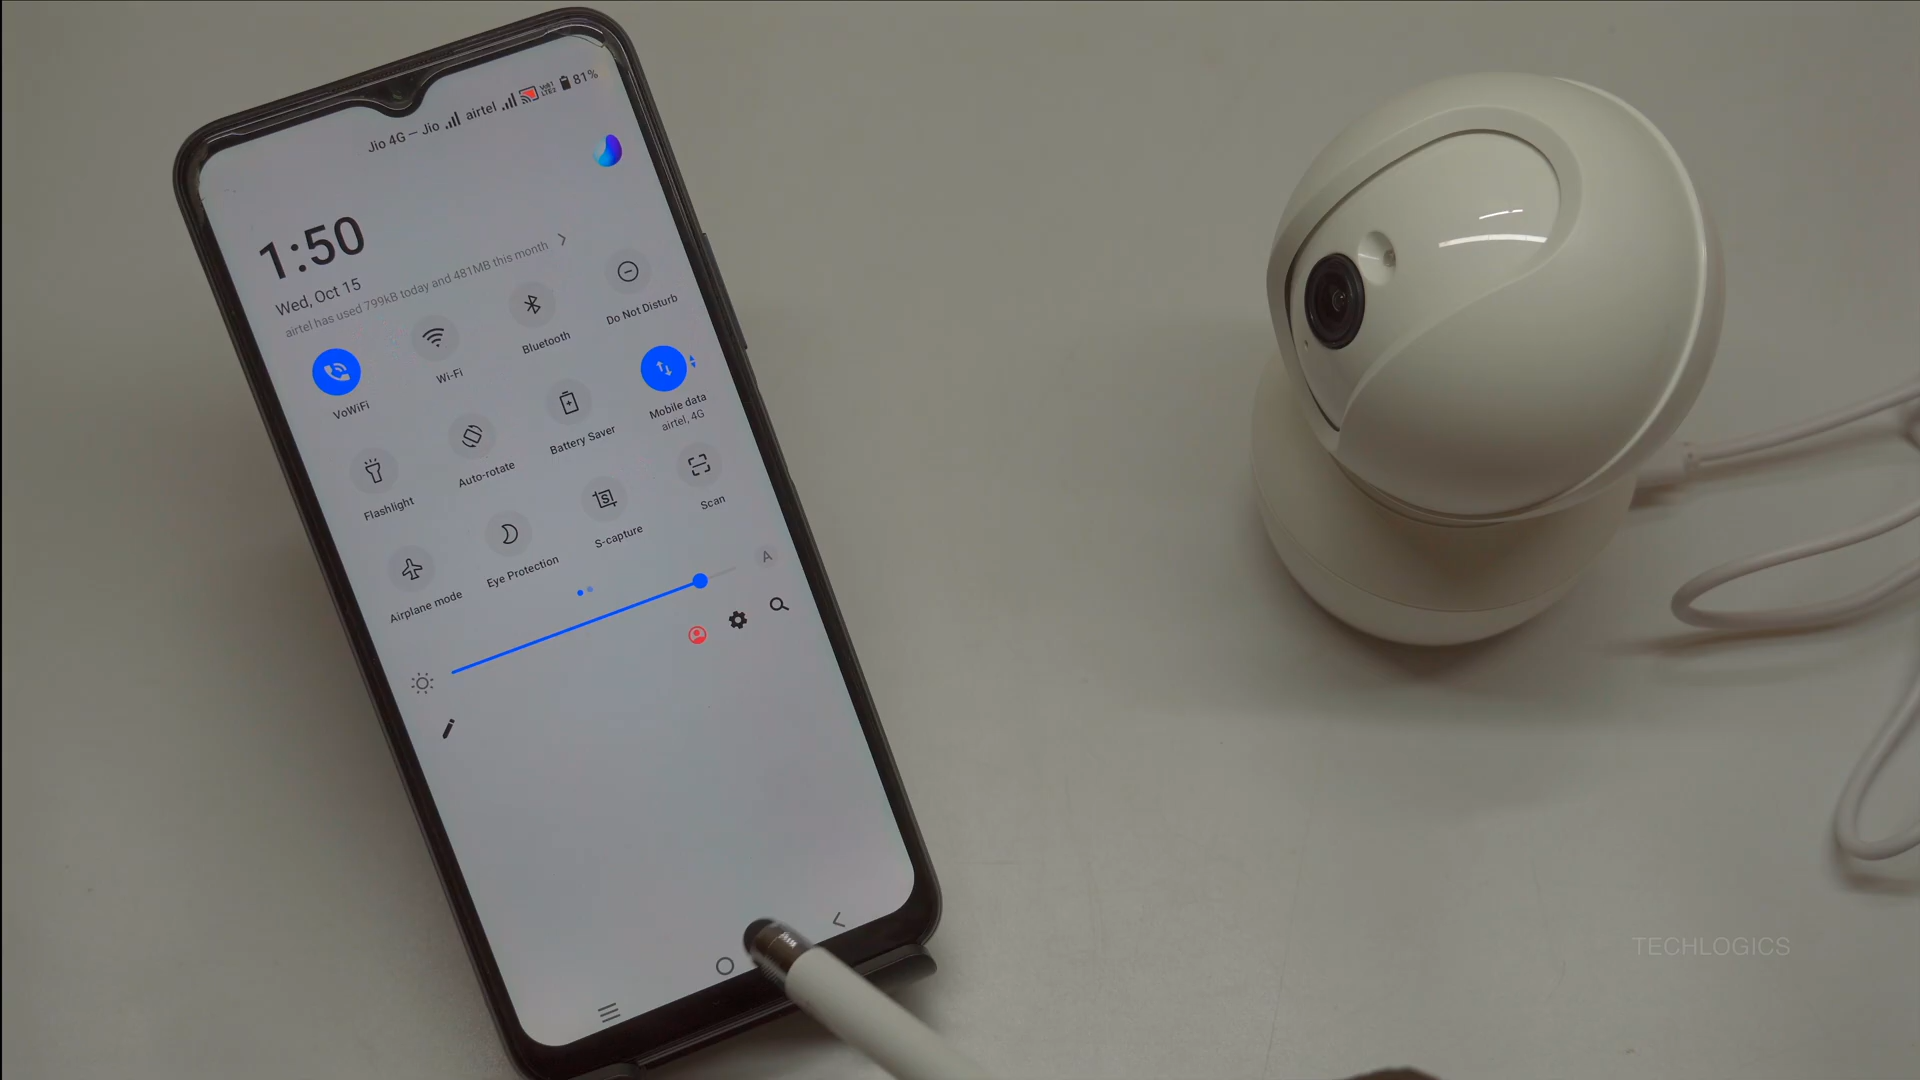 Jio 4G — Jio airtel 81%
1:50
Wed, Oct 15
airtel has used 799kB today and 481MB this month
VoWiFi
Wi-Fi
Bluetooth
Do Not Disturb
Flashlight
Auto-rotate
Battery Saver
Mobile data
airtel, 4G
Airplane mode
Eye Protection
S-capture
Scan
A
TECHLOGICS